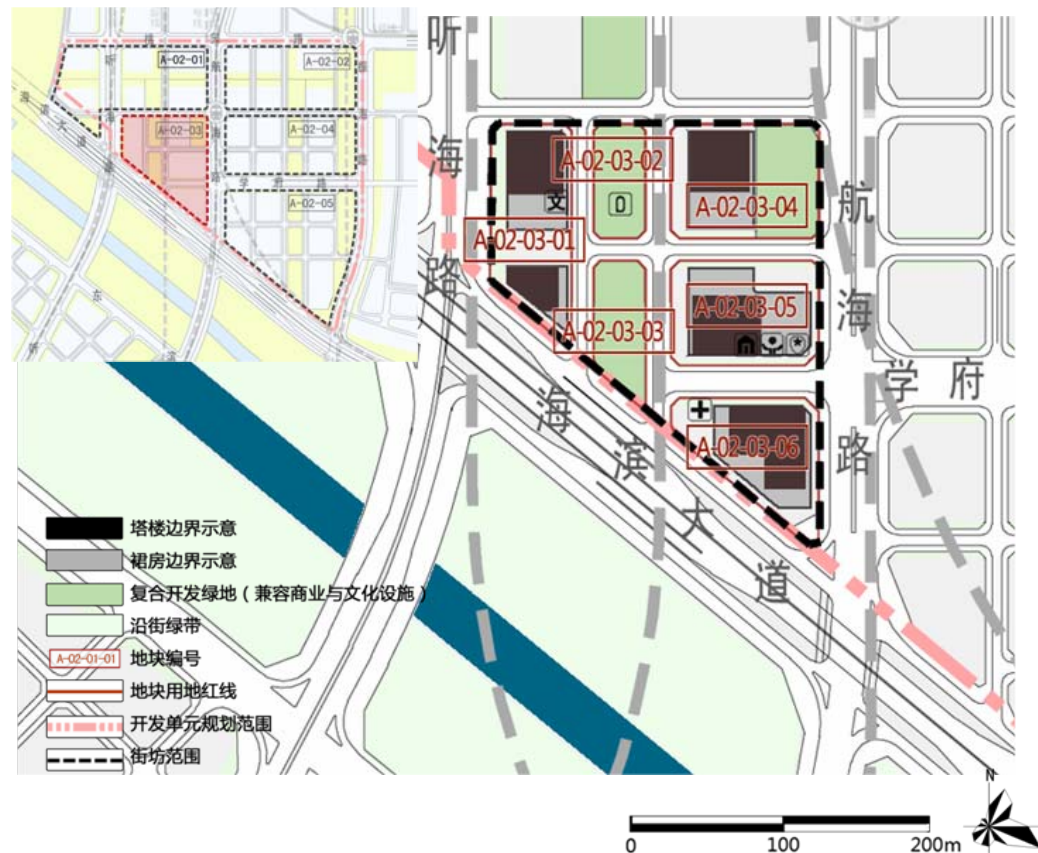 A-02-01
A-02-02
A-02-03
A-02-04
A-02-05
听
海
路
航
海
路
学府
海
滨
大
道
A-02-03-02
文
A-02-03-04
A-02-03-01
A-02-03-05
A-02-03-03
A-02-03-06
塔楼边界示意
裙房边界示意
复合开发绿地（兼容商业与文化设施）
沿街绿带
A-02-01-01
地块编号
地块用地红线
开发单元规划范围
街坊范围
N
0
100
200m